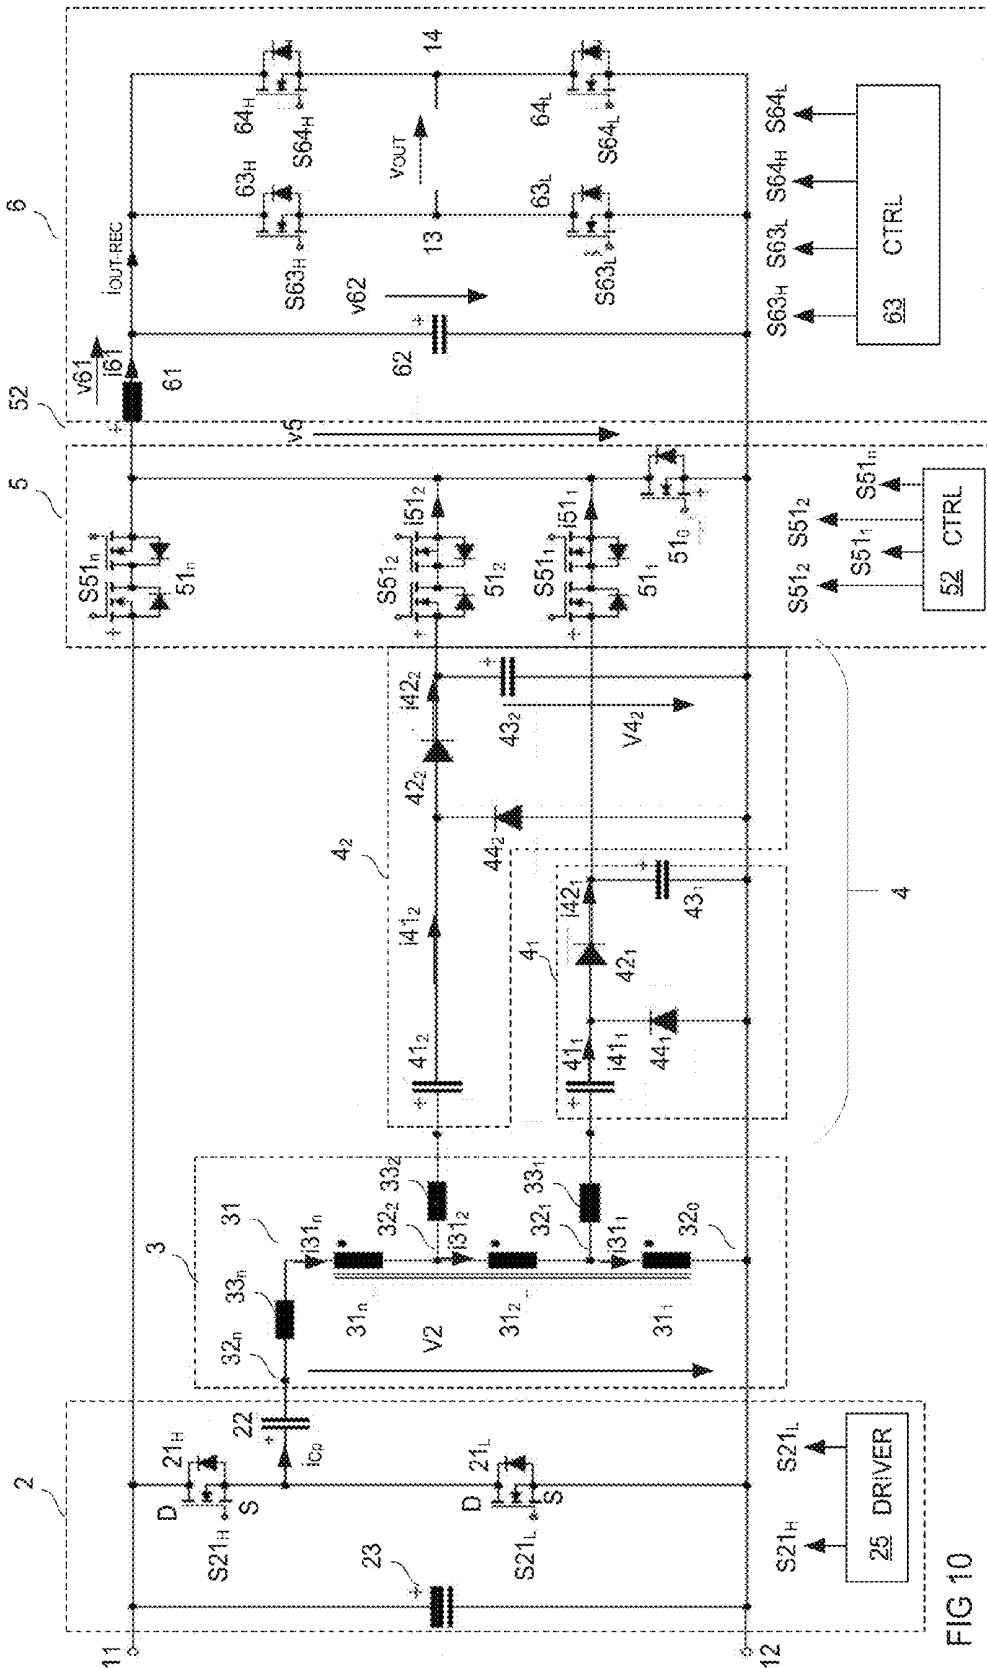 11
12
2
23
S21H
21H
D
S
S21L
21L
D
S
22
iCP
25 DRIVER
S21H
S21L
3
32n
33n
31
i31n
31n
V2
31₂
31₁
32₂
i31₂
32₁
i31₁
32₀
33₂
33₁
4₂
41₂
i41₂
42₂
i42₂
43₂
V4₂
44₂
4₁
41₁
i41₁
42₁
i42₁
43₁
44₁
4
5
S51n
51n
S51₂
51₂
i51₂
S51₁
51₁
i51₁
51₀
v5
52
S51₂
S51₁
S51₂
S51n
52 CTRL
6
v61
i61
61
iOUT-REC
62
v62
13
14
vOUT
63H
S63H
64H
S64H
63L
S63L
64L
S64L
S63H
S63L
S64H
S64L
63 CTRL
FIG 10